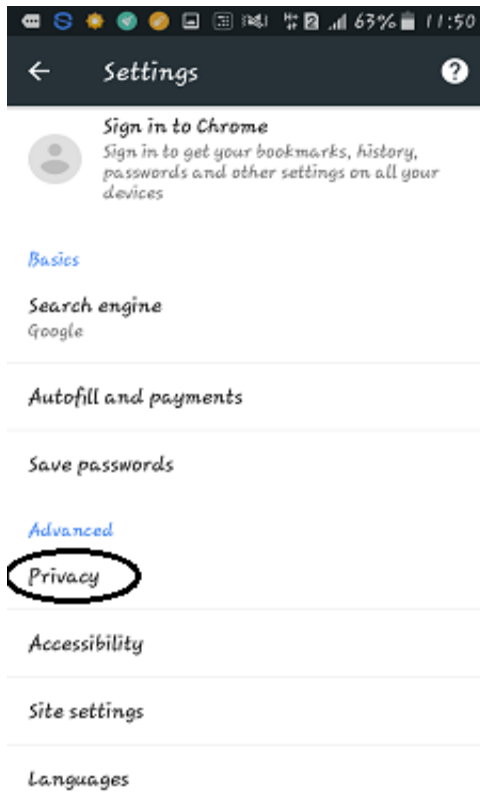 2 63% 11:50
Settings ?
Sign in to Chrome
Sign in to get your bookmarks, history,
passwords and other settings on all your
devices
Basics
Search engine
Google
Autofill and payments
Save passwords
Advanced
Privacy
Accessibility
Site settings
Languages